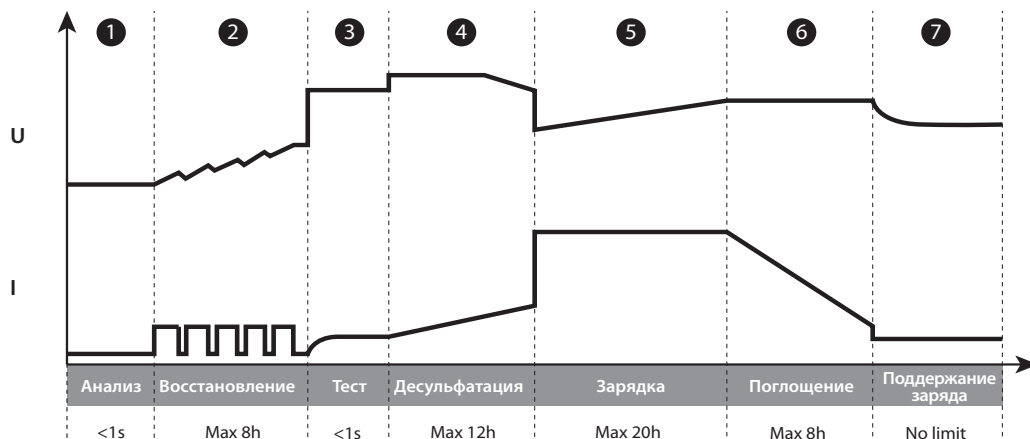 1 2 3 4 5 6 7
U
I
Анализ Восстановление Тест Десульфатация Зарядка Поглощение Поддержание заряда
<1s Max 8h <1s Max 12h Max 20h Max 8h No limit